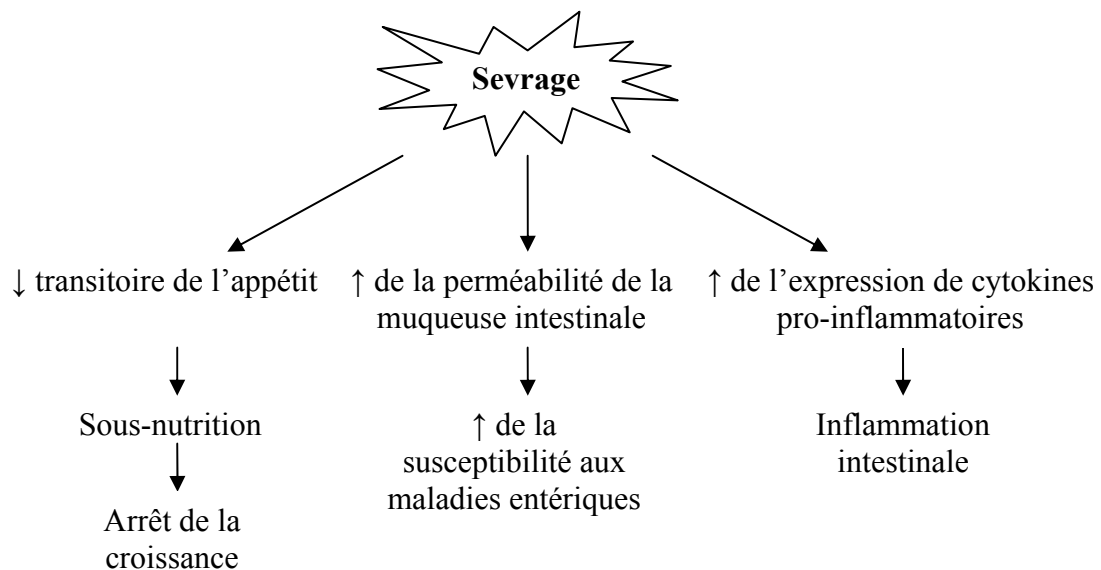 Sevrage
↓ transitoire de l’appétit
↑ de la perméabilité de la
muqueuse intestinale
↑ de l’expression de cytokines
pro-inflammatoires
Sous-nutrition
↑ de la
susceptibilité aux
maladies entériques
Inflammation
intestinale
Arrêt de la
croissance